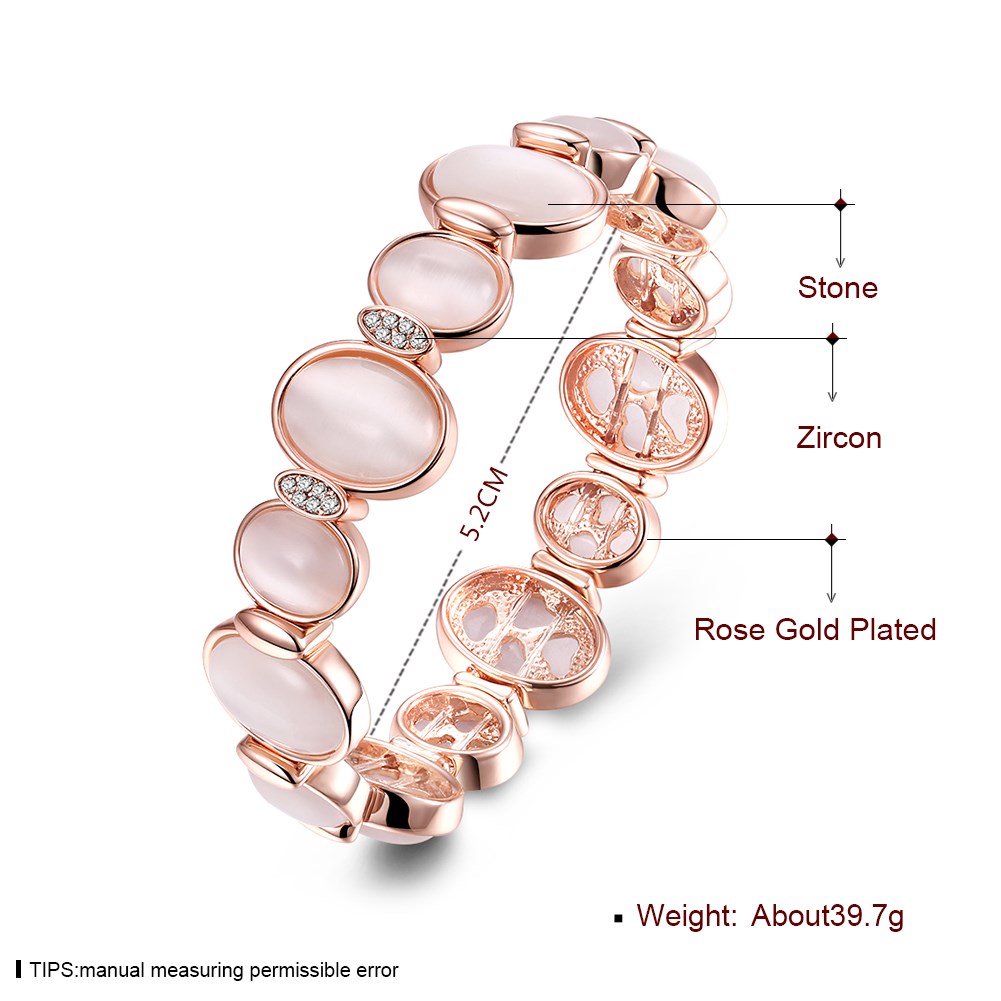 Stone
Zircon
5.2CM
Rose Gold Plated
▪ Weight: About39.7g
TIPS:manual measuring permissible error